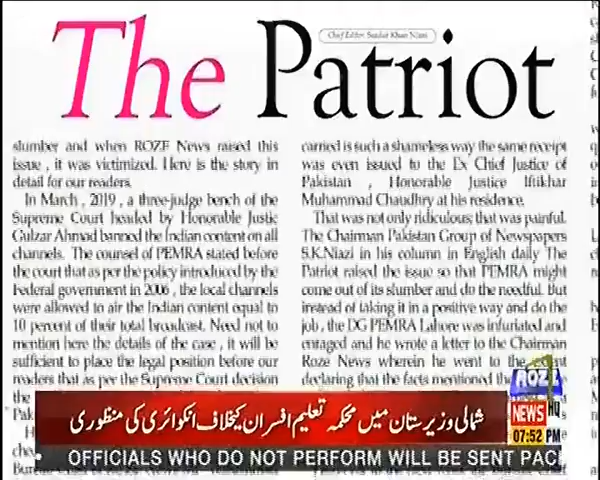 Chief Editor: Sardar Khan Niazi
The Patriot
slumber and when ROZE News raised this
issue , it was victimized. Here is the story in
detail for our readers.
In March , 2019 , a three-judge bench of the
Supreme Court headed by Honorable Justic
Gulzar Ahmad banned the Indian content on all
channels. The counsel of PEMRA stated before
the court that as per the policy introduced by the
Federal government in 2006 , the local channels
were allowed to air the Indian content equal to
10 percent of their total broadcast. Need not to
mention here the details of the case , it will be
sufficient to place the legal position before our
readers that as per the Supreme Court decision
carried is such a shameless way the same receipt
was even issued to the Ex Chief Justice of
Pakistan , Honorable Justice Iftikhar
Muhammad Chaudhry at his residence.
That was not only ridiculous; that was painful.
The Chairman Pakistan Group of Newspapers
S.K.Niazi in his column in English daily The
Patriot raised the issue so that PEMRA might
come out of its slumber and do the needful. But
instead of taking it in a positive way and do the
job , the DG PEMRA Lahore was infuriated and
enraged and he wrote a letter to the Chairman
Roze News wherein he went to the
declaring that the facts mentioned
ROZE
NEWS HQ
07:52 PM
شمالی وزیرستان میں محکمہ تعلیم افسران کیخلاف انکوائری کی منظوری
OFFICIALS WHO DO NOT PERFORM WILL BE SENT PAC